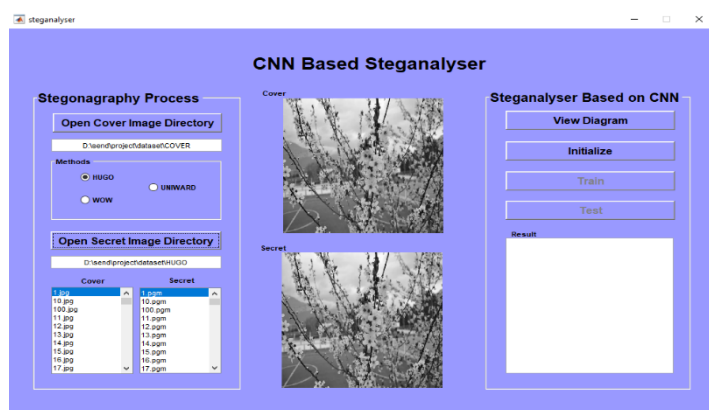 steganalyser
CNN Based Steganalyser
Stegonagraphy Process
Open Cover Image Directory
D:\send\project\dataset\COVER
Methods
HUGO
UNIWARD
WOW
Open Secret Image Directory
D:\send\project\dataset\HUGO
Cover
Secret
1.jpg
10.jpg
100.jpg
11.jpg
12.jpg
13.jpg
14.jpg
15.jpg
16.jpg
17.jpg
1.pgm
10.pgm
100.pgm
11.pgm
12.pgm
13.pgm
14.pgm
15.pgm
16.pgm
17.pgm
Cover
Secret
Steganalyser Based on CNN
View Diagram
Initialize
Train
Test
Result